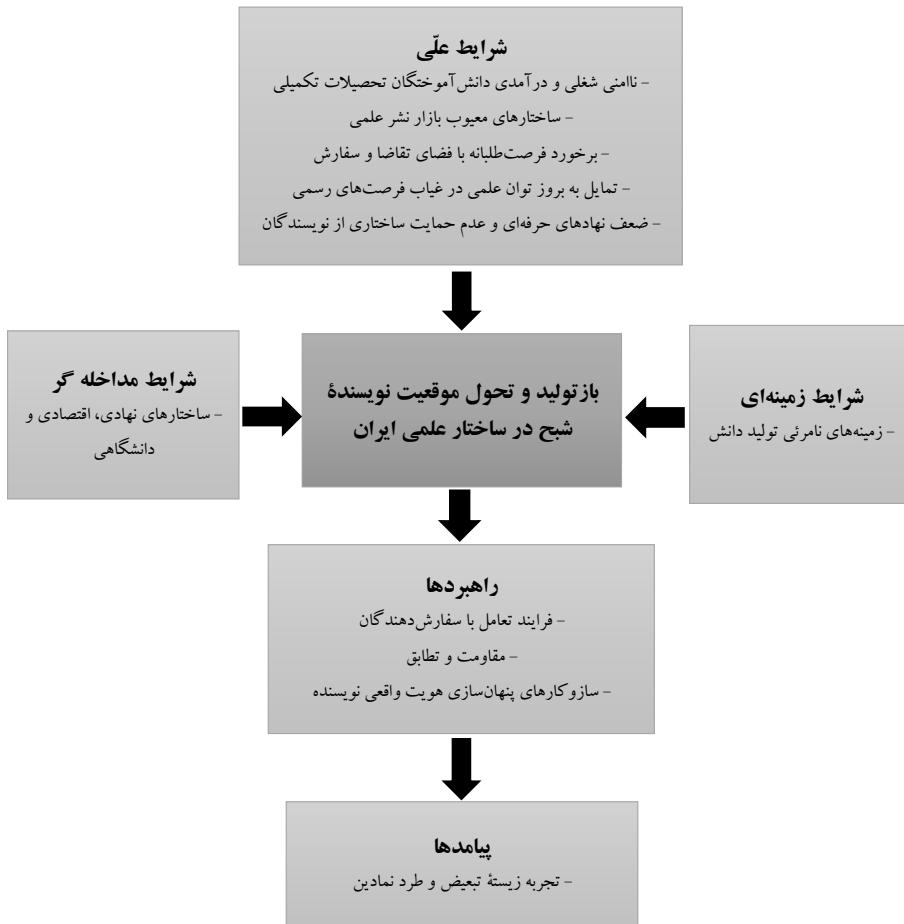 شرایط علّی
- ناامنی شغلی و درآمدی دانش‌آموختگان تحصیلات تکمیلی
- ساختارهای معیوب بازار نشر علمی
- برخورد فرصت‌طلبانه با فضای تقاضا و سفارش
- تمایل به بروز توان علمی در غیاب فرصت‌های رسمی
- ضعف نهادهای حرفه‌ای و عدم حمایت ساختاری از نویسندگان
شرایط زمینه‌ای
- زمینه‌های نامرئی تولید دانش
بازتولید و تحول موقعیت نویسندۀ
شبح در ساختار علمی ایران
شرایط مداخله گر
- ساختارهای نهادی، اقتصادی و
دانشگاهی
راهبردها
- فرایند تعامل با سفارش‌دهندگان
- مقاومت و تطابق
- سازوکارهای پنهان‌سازی هویت واقعی نویسنده
پیامدها
- تجربه زیستۀ تبعیض و طرد نمادین